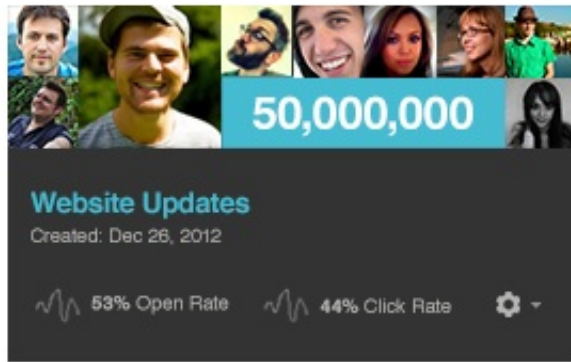 50,000,000
Website Updates
Created: Dec 26, 2012
53% Open Rate 44% Click Rate